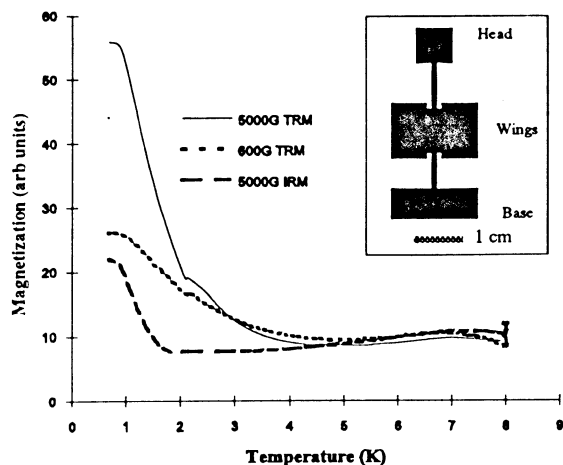 60
50
40
30
20
10
0
Magnetization (arb units)
5000G TRM
600G TRM
5000G IRM
Head
Wings
Base
1 cm
0 1 2 3 4 5 6 7 8 9
Temperature (K)